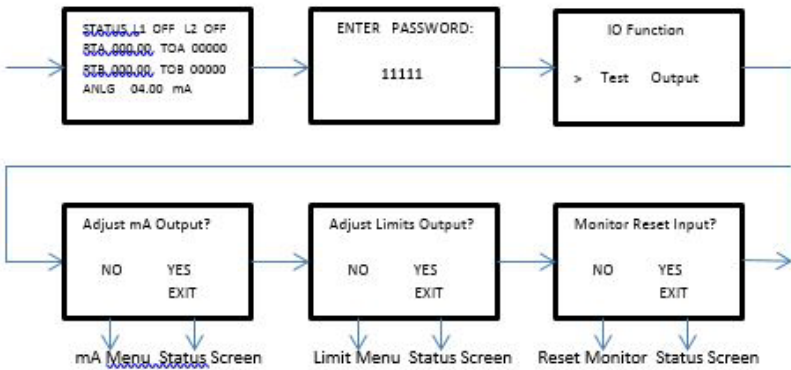 STATUS L1 OFF L2 OFF
RTA 000.00 TOA 00000
RTB 000.00 TOB 00000
ANLG 04.00 mA
ENTER PASSWORD:
11111
IO Function
> Test Output
Adjust mA Output?
NO YES
EXIT
mA Menu Status Screen
Adjust Limits Output?
NO YES
EXIT
Limit Menu Status Screen
Monitor Reset Input?
NO YES
EXIT
Reset Monitor Status Screen